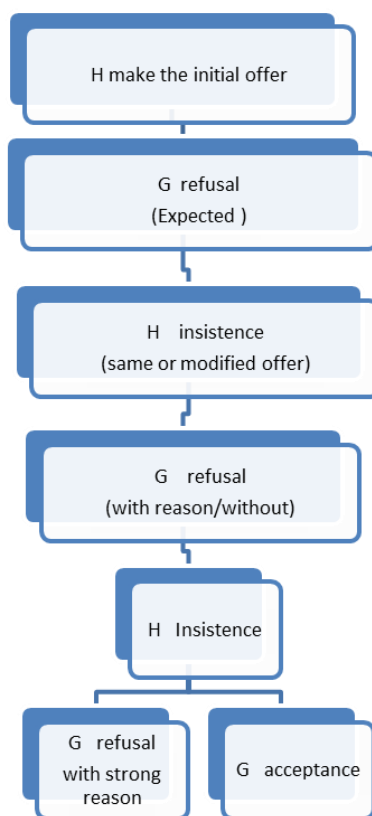 H make the initial offer
G refusal
(Expected )
H insistence
(same or modified offer)
G refusal
(with reason/without)
H Insistence
G refusal
with strong
reason
G acceptance